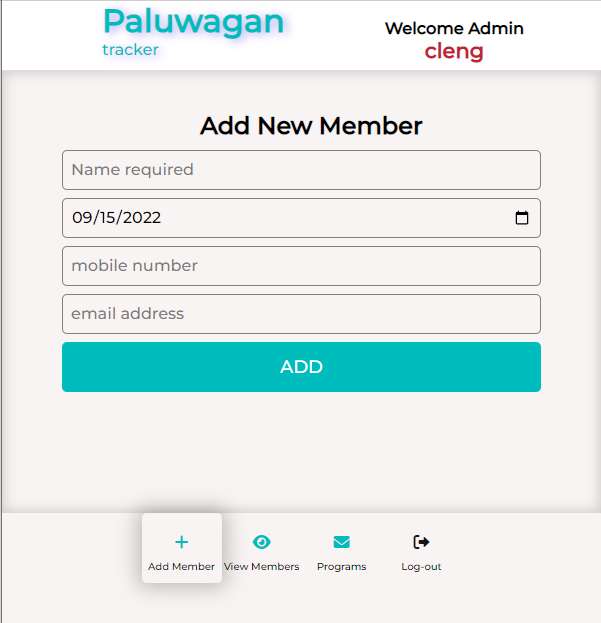 Paluwagan
tracker
Welcome Admin
cleng
Add New Member
Name required
09/15/2022
mobile number
email address
ADD
Add Member
View Members
Programs
Log-out